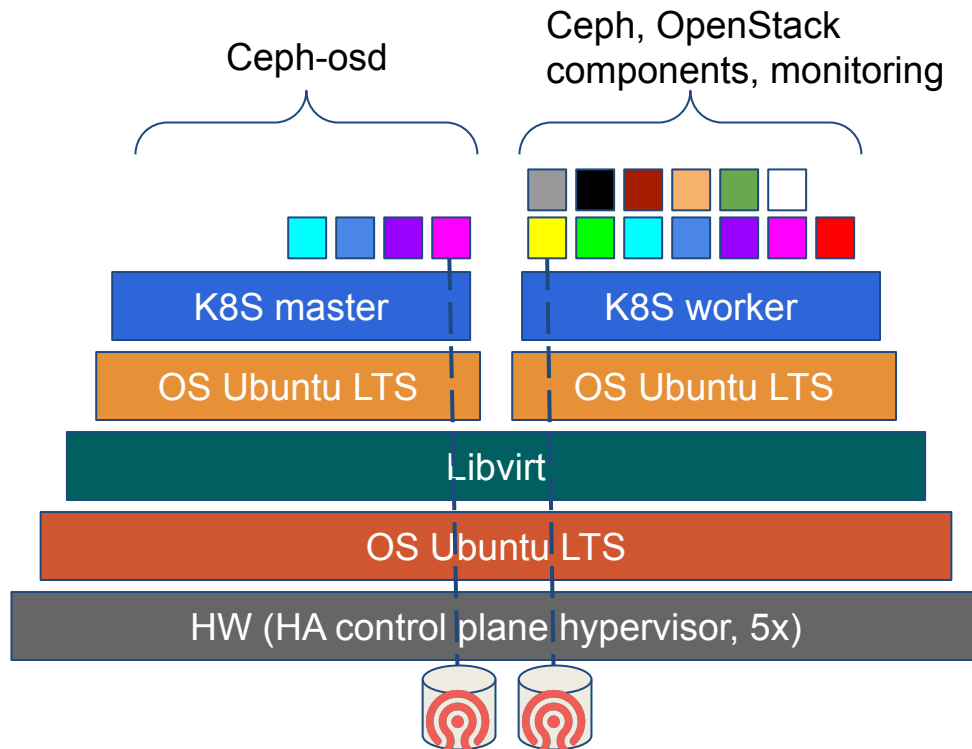 Ceph-osd
Ceph, OpenStack
components, monitoring
K8S master
K8S worker
OS Ubuntu LTS
OS Ubuntu LTS
Libvirt
OS Ubuntu LTS
HW (HA control plane hypervisor, 5x)